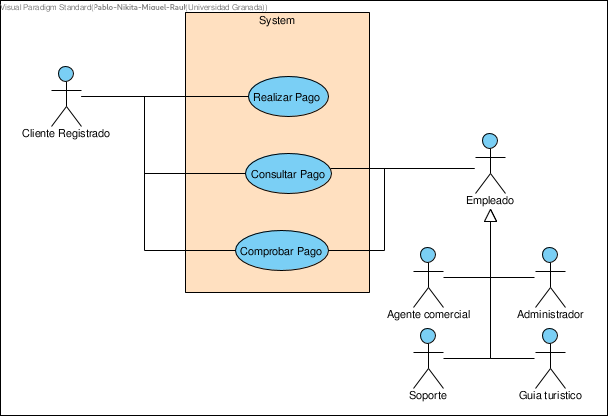 Visual Paradigm Standard(Pablo-Nikita-Miguel-Raul(Universidad Granada))
System
Realizar Pago
Cliente Registrado
Consultar Pago
Empleado
Comprobar Pago
Agente comercial
Administrador
Soporte
Guia turistico